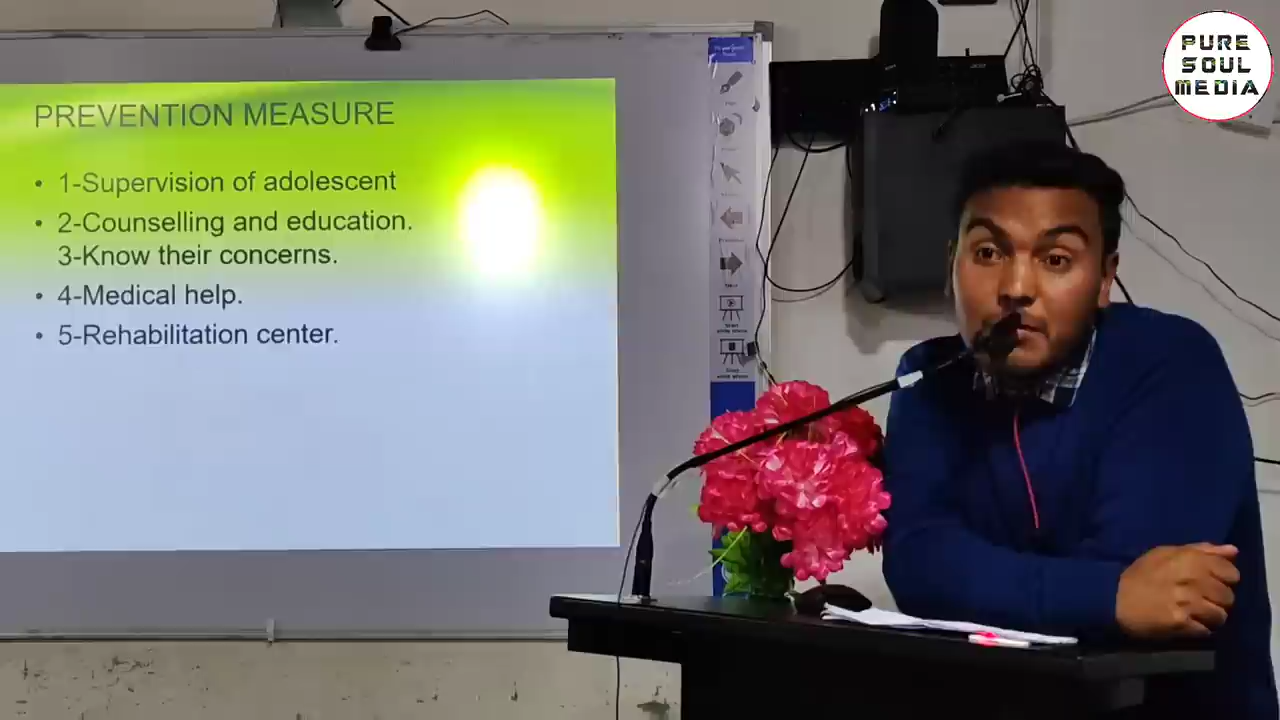 PREVENTION MEASURE
• 1-Supervision of adolescent
• 2-Counselling and education.
3-Know their concerns.
• 4-Medical help.
• 5-Rehabilitation center.
PURE
SOUL
MEDIA